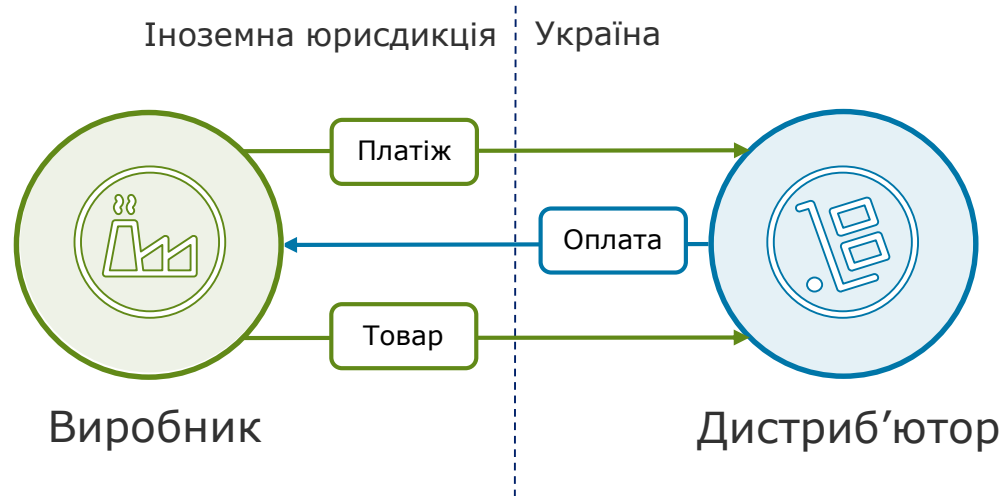 Іноземна юрисдикція
Україна
Платіж
Оплата
Товар
Виробник
Дистриб’ютор